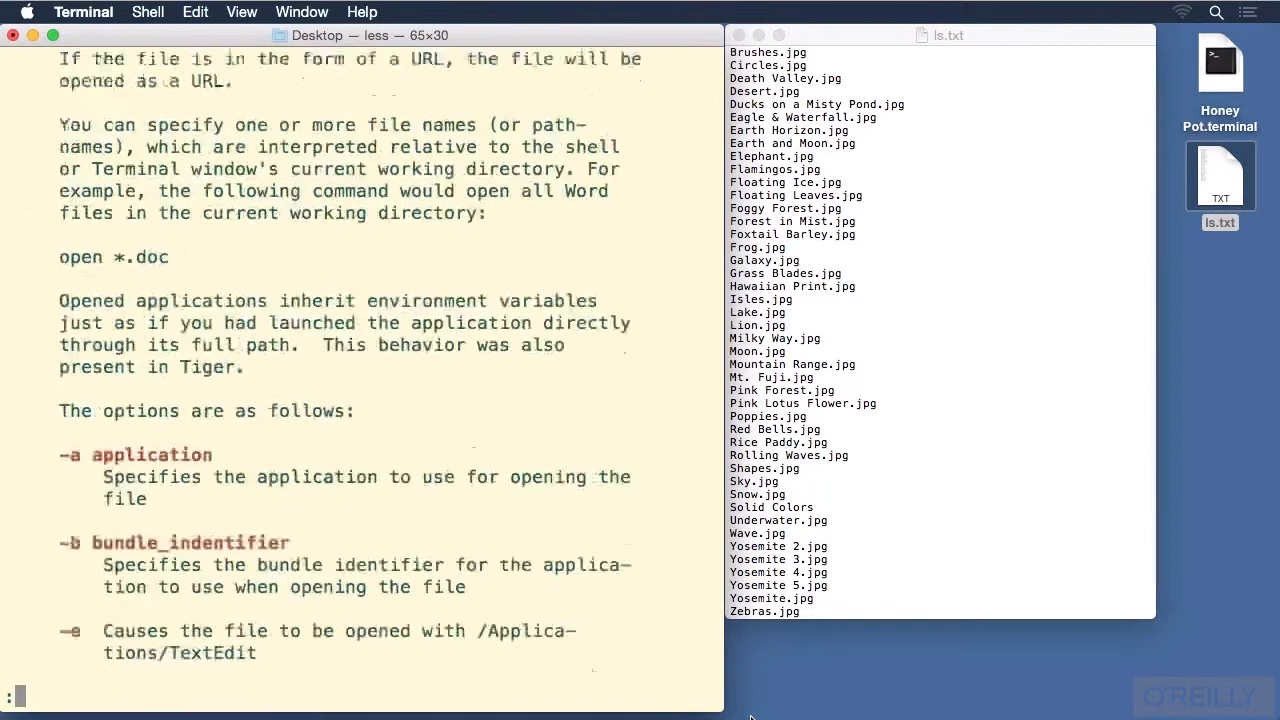 Terminal Shell Edit View Window Help
Desktop — less — 65×30
If the file is in the form of a URL, the file will be
opened as a URL.
You can specify one or more file names (or path-
names), which are interpreted relative to the shell
or Terminal window's current working directory. For
example, the following command would open all Word
files in the current working directory:
open *.doc
Opened applications inherit environment variables
just as if you had launched the application directly
through its full path.  This behavior was also
present in Tiger.
The options are as follows:
-a application
Specifies the application to use for opening the
file
-b bundle_indentifier
Specifies the bundle identifier for the applica-
tion to use when opening the file
-e Causes the file to be opened with /Applica-
tions/TextEdit
:
ls.txt
Brushes.jpg
Circles.jpg
Death Valley.jpg
Desert.jpg
Ducks on a Misty Pond.jpg
Eagle & Waterfall.jpg
Earth Horizon.jpg
Earth and Moon.jpg
Elephant.jpg
Flamingos.jpg
Floating Ice.jpg
Floating Leaves.jpg
Foggy Forest.jpg
Forest in Mist.jpg
Foxtail Barley.jpg
Frog.jpg
Galaxy.jpg
Grass Blades.jpg
Hawaiian Print.jpg
Isles.jpg
Lake.jpg
Lion.jpg
Milky Way.jpg
Moon.jpg
Mountain Range.jpg
Mt. Fuji.jpg
Pink Forest.jpg
Pink Lotus Flower.jpg
Poppies.jpg
Red Bells.jpg
Rice Paddy.jpg
Rolling Waves.jpg
Shapes.jpg
Sky.jpg
Snow.jpg
Solid Colors
Underwater.jpg
Wave.jpg
Yosemite 2.jpg
Yosemite 3.jpg
Yosemite 4.jpg
Yosemite 5.jpg
Yosemite.jpg
Zebras.jpg
>_
Honey
Pot.terminal
TXT
ls.txt
O'REILLY